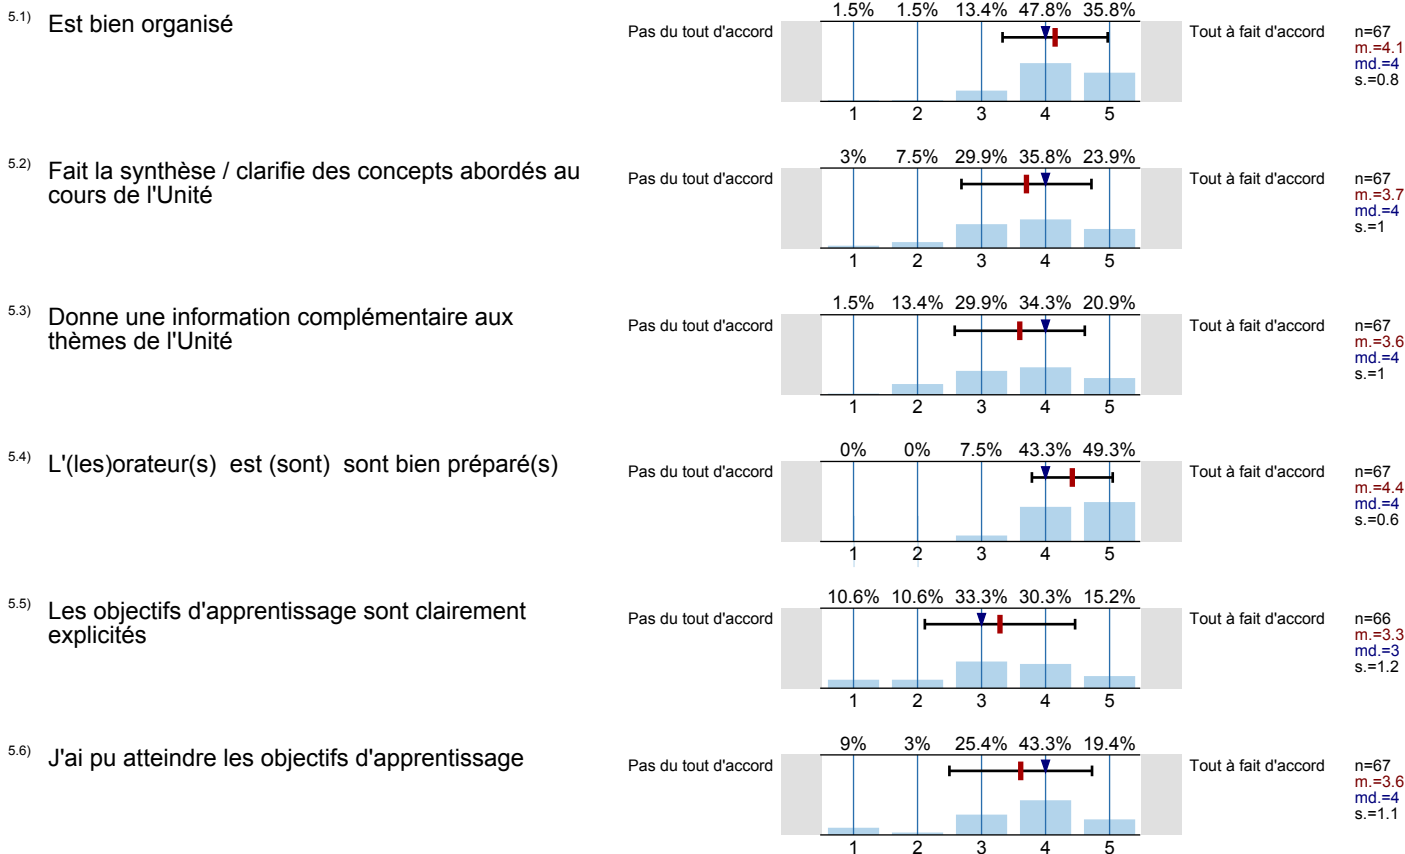 5.1) Est bien organisé
Pas du tout d'accord
1.5% 1.5% 13.4% 47.8% 35.8%
1 2 3 4 5
Tout à fait d'accord
n=67
m.=4.1
md.=4
s.=0.8
5.2) Fait la synthèse / clarifie des concepts abordés au
cours de l'Unité
Pas du tout d'accord
3% 7.5% 29.9% 35.8% 23.9%
1 2 3 4 5
Tout à fait d'accord
n=67
m.=3.7
md.=4
s.=1
5.3) Donne une information complémentaire aux
thèmes de l'Unité
Pas du tout d'accord
1.5% 13.4% 29.9% 34.3% 20.9%
1 2 3 4 5
Tout à fait d'accord
n=67
m.=3.6
md.=4
s.=1
5.4) L'(les)orateur(s) est (sont) sont bien préparé(s)
Pas du tout d'accord
0% 0% 7.5% 43.3% 49.3%
1 2 3 4 5
Tout à fait d'accord
n=67
m.=4.4
md.=4
s.=0.6
5.5) Les objectifs d'apprentissage sont clairement
explicités
Pas du tout d'accord
10.6% 10.6% 33.3% 30.3% 15.2%
1 2 3 4 5
Tout à fait d'accord
n=66
m.=3.3
md.=3
s.=1.2
5.6) J'ai pu atteindre les objectifs d'apprentissage
Pas du tout d'accord
9% 3% 25.4% 43.3% 19.4%
1 2 3 4 5
Tout à fait d'accord
n=67
m.=3.6
md.=4
s.=1.1